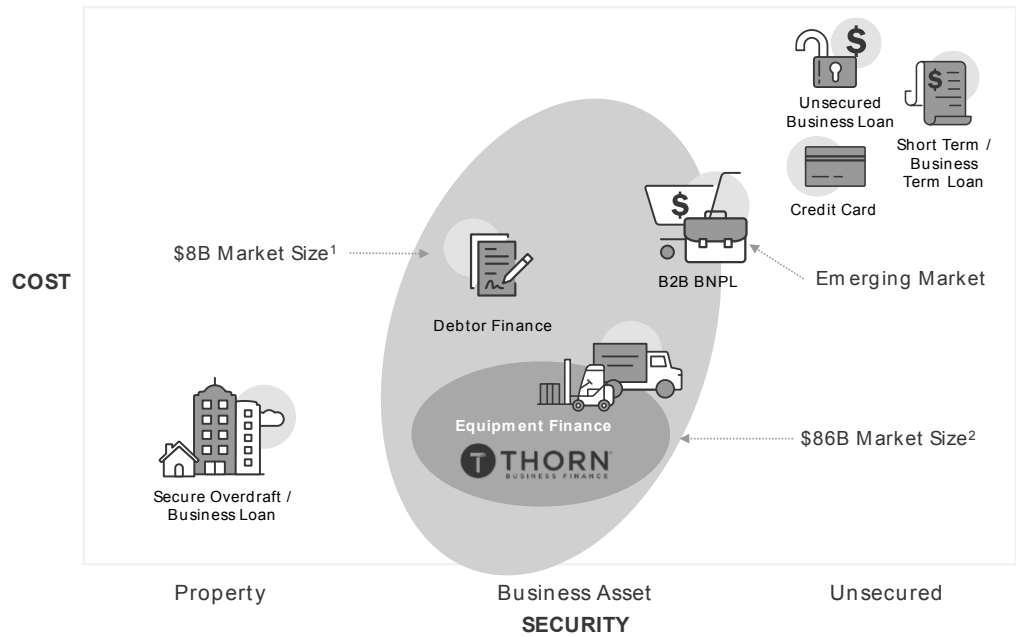 $
Unsecured
Business Loan
$
Short Term /
Business
Term Loan
Credit Card
$
B2B BNPL
$8B Market Size¹
Debtor Finance
Emerging Market
COST
Equipment Finance
T THORN
BUSINESS FINANCE
$86B Market Size²
Secure Overdraft /
Business Loan
Property
Business Asset
Unsecured
SECURITY